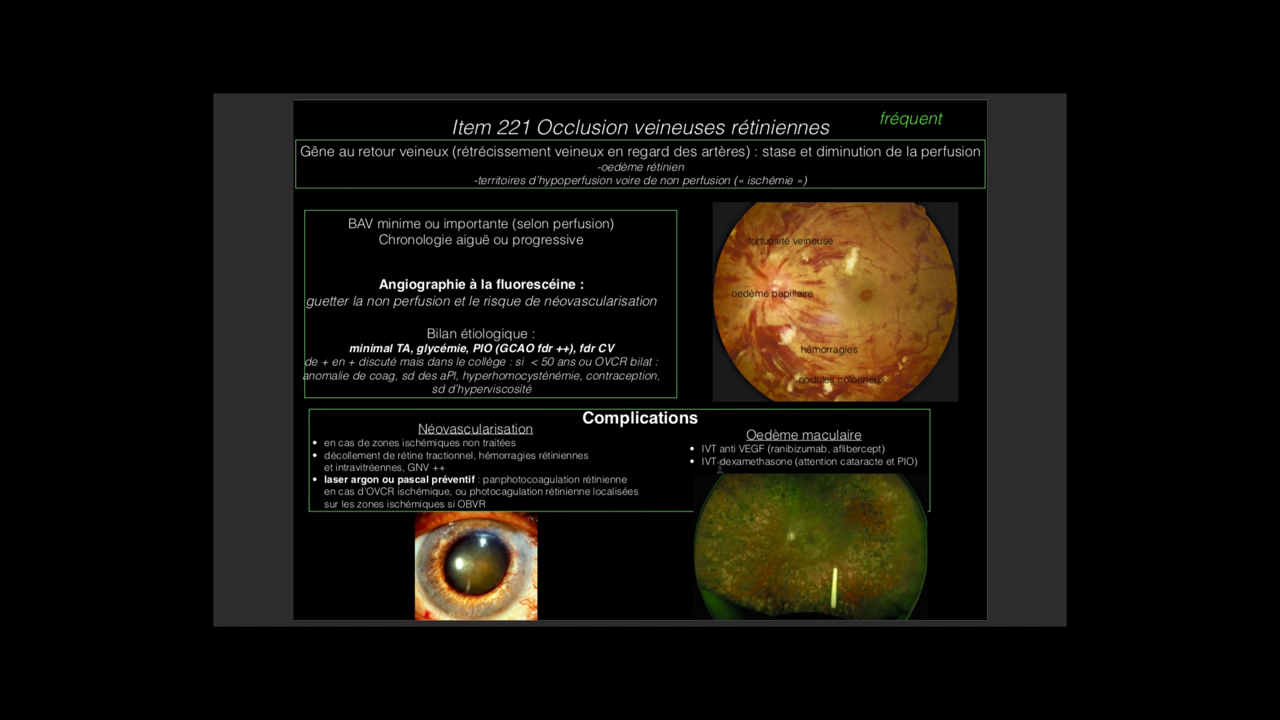 Item 221 Occlusion veineuses rétiniennes
fréquent
Gêne au retour veineux (rétrécissement veineux en regard des artères) : stase et diminution de la perfusion
-oedème rétinien
-territoires d'hypoperfusion voire de non perfusion (« ischémie »)
BAV minime ou importante (selon perfusion)
Chronologie aiguë ou progressive
Angiographie à la fluorescéine :
guetter la non perfusion et le risque de néovascularisation
Bilan étiologique :
minimal TA, glycémie, PIO (GCAO fdr ++), fdr CV
de + en + discuté mais dans le collège : si < 50 ans ou OVCR bilat :
anomalie de coag, sd des aPl, hyperhomocysténémie, contraception,
sd d'hyperviscosité
tortuosité veineuse
oedème papillaire
hémorragies
nodules cotonneux
Complications
Néovascularisation
• en cas de zones ischémiques non traitées
• décollement de rétine tractionnel, hémorragies rétiniennes
et intravitréennes, GNV ++
• laser argon ou pascal préventif : panphotocoagulation rétinienne
en cas d'OVCR ischémique, ou photocagulation rétinienne localisées
sur les zones ischémiques si OBVR
Oedème maculaire
• IVT anti VEGF (ranibizumab, aflibercept)
• IVT dexamethasone (attention cataracte et PIO)